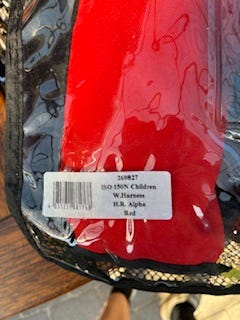 269827
ISO 150N Children
W.Harness
H.R. Alpha
Red